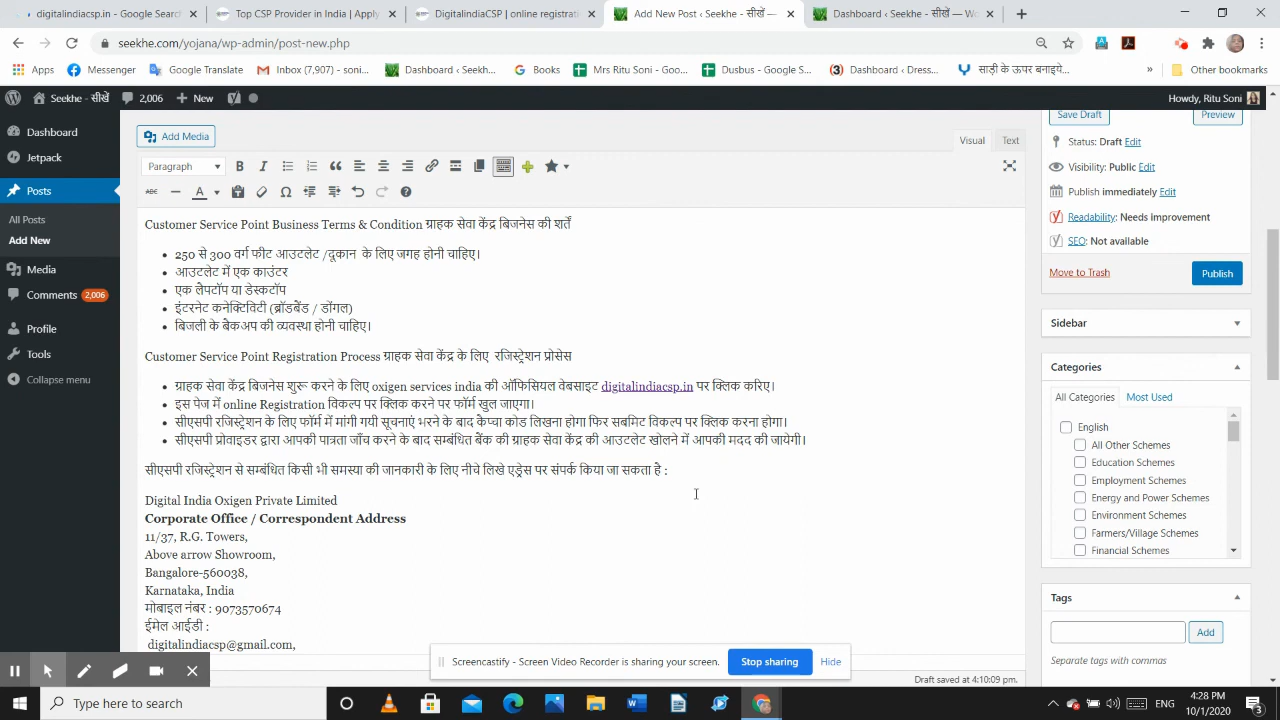 digitalindiacsp.in - Google Search
Top CSP Provider in India | Apply
DigitalindiaCSP | online registrati
Add New Post ‹ Seekhe - सीखें —
Dashboard ‹ Seekhe - सीखें — Wo
seekhe.com/yojana/wp-admin/post-new.php
Apps
Messenger
Google Translate
Inbox (7,907) - soni...
Dashboard ‹ Seekh...
Books
Mrs Ritu Soni - Goo...
Dusbus - Google S...
Dashboard ‹ Dress...
साड़ी के ऊपर बनाइये...
»
Other bookmarks
Seekhe - सीखें
2,006
New
Howdy, Ritu Soni
Dashboard
Jetpack
Posts
All Posts
Add New
Media
Comments 2,006
Profile
Tools
Collapse menu
Add Media
Visual
Text
Paragraph
Customer Service Point Business Terms & Condition ग्राहक सेवा केंद्र बिजनेस की शर्तें
250 से 300 वर्ग फीट आउटलेट /दूकान के लिए जगह होनी चाहिए।
आउटलेट में एक काउंटर
एक लैपटॉप या डेस्कटॉप
इंटरनेट कनेक्टिविटी (ब्रॉडबैंड / डोंगल)
बिजली के बैकअप की व्यवस्था होनी चाहिए।
Customer Service Point Registration Process ग्राहक सेवा केंद्र के लिए रजिस्ट्रेशन प्रोसेस
ग्राहक सेवा केंद्र बिजनेस शुरू करने के लिए oxigen services india की ऑफिसियल वेबसाइट digitalindiacsp.in पर क्लिक करिए।
इस पेज में online Registration विकल्प पर क्लिक करने पर फॉर्म खुल जाएगा।
सीएसपी रजिस्ट्रेशन के लिए फॉर्म में मांगी गयी सूचनाएं भरने के बाद कैप्चा कोड लिखना होगा फिर सबमिट विकल्प पर क्लिक करना होगा।
सीएसपी प्रोवाइडर द्वारा आपकी पात्रता जाँच करने के बाद सम्बंधित बैंक की ग्राहक सेवा केंद्र की आउटलेट खोलने में आपकी मदद की जायेगी।
सीएसपी रजिस्ट्रेशन से सम्बंधित किसी भी समस्या की जानकारी के लिए नीचे लिखे एड्रेस पर संपर्क किया जा सकता है :
Digital India Oxigen Private Limited
Corporate Office / Correspondent Address
11/37, R.G. Towers,
Above arrow Showroom,
Bangalore-560038,
Karnataka, India
मोबाइल नंबर : 9073570674
ईमेल आईडी :
digitalindiacsp@gmail.com,
Draft saved at 4:10:09 pm.
Save Draft
Preview
Status: Draft Edit
Visibility: Public Edit
Publish immediately Edit
Readability: Needs improvement
SEO: Not available
Move to Trash
Publish
Sidebar
Categories
All Categories
Most Used
English
All Other Schemes
Education Schemes
Employment Schemes
Energy and Power Schemes
Environment Schemes
Farmers/Village Schemes
Financial Schemes
Tags
Add
Separate tags with commas
Screencastify - Screen Video Recorder is sharing your screen.
Stop sharing
Hide
Type here to search
ENG
4:28 PM
10/1/2020
3